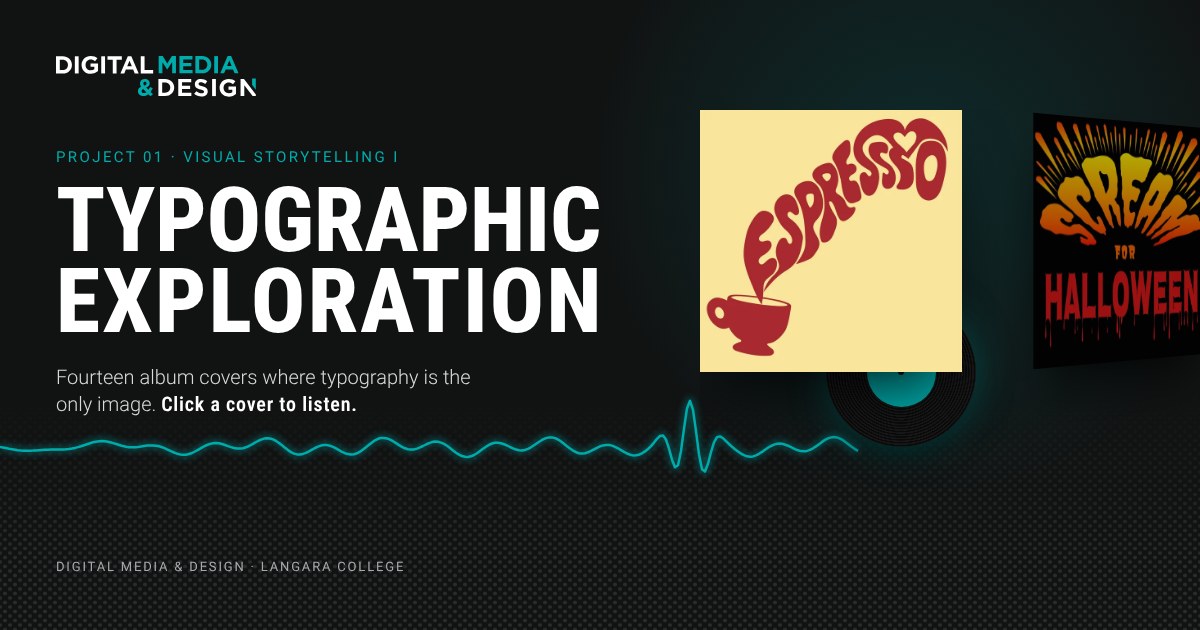 DIGITAL MEDIA
& DESIGN
PROJECT 01 · VISUAL STORYTELLING I
TYPOGRAPHIC
EXPLORATION
Fourteen album covers where typography is the
only image. Click a cover to listen.
ESPRESSO
SCREAM
FOR
HALLOWEEN
DIGITAL MEDIA & DESIGN · LANGARA COLLEGE